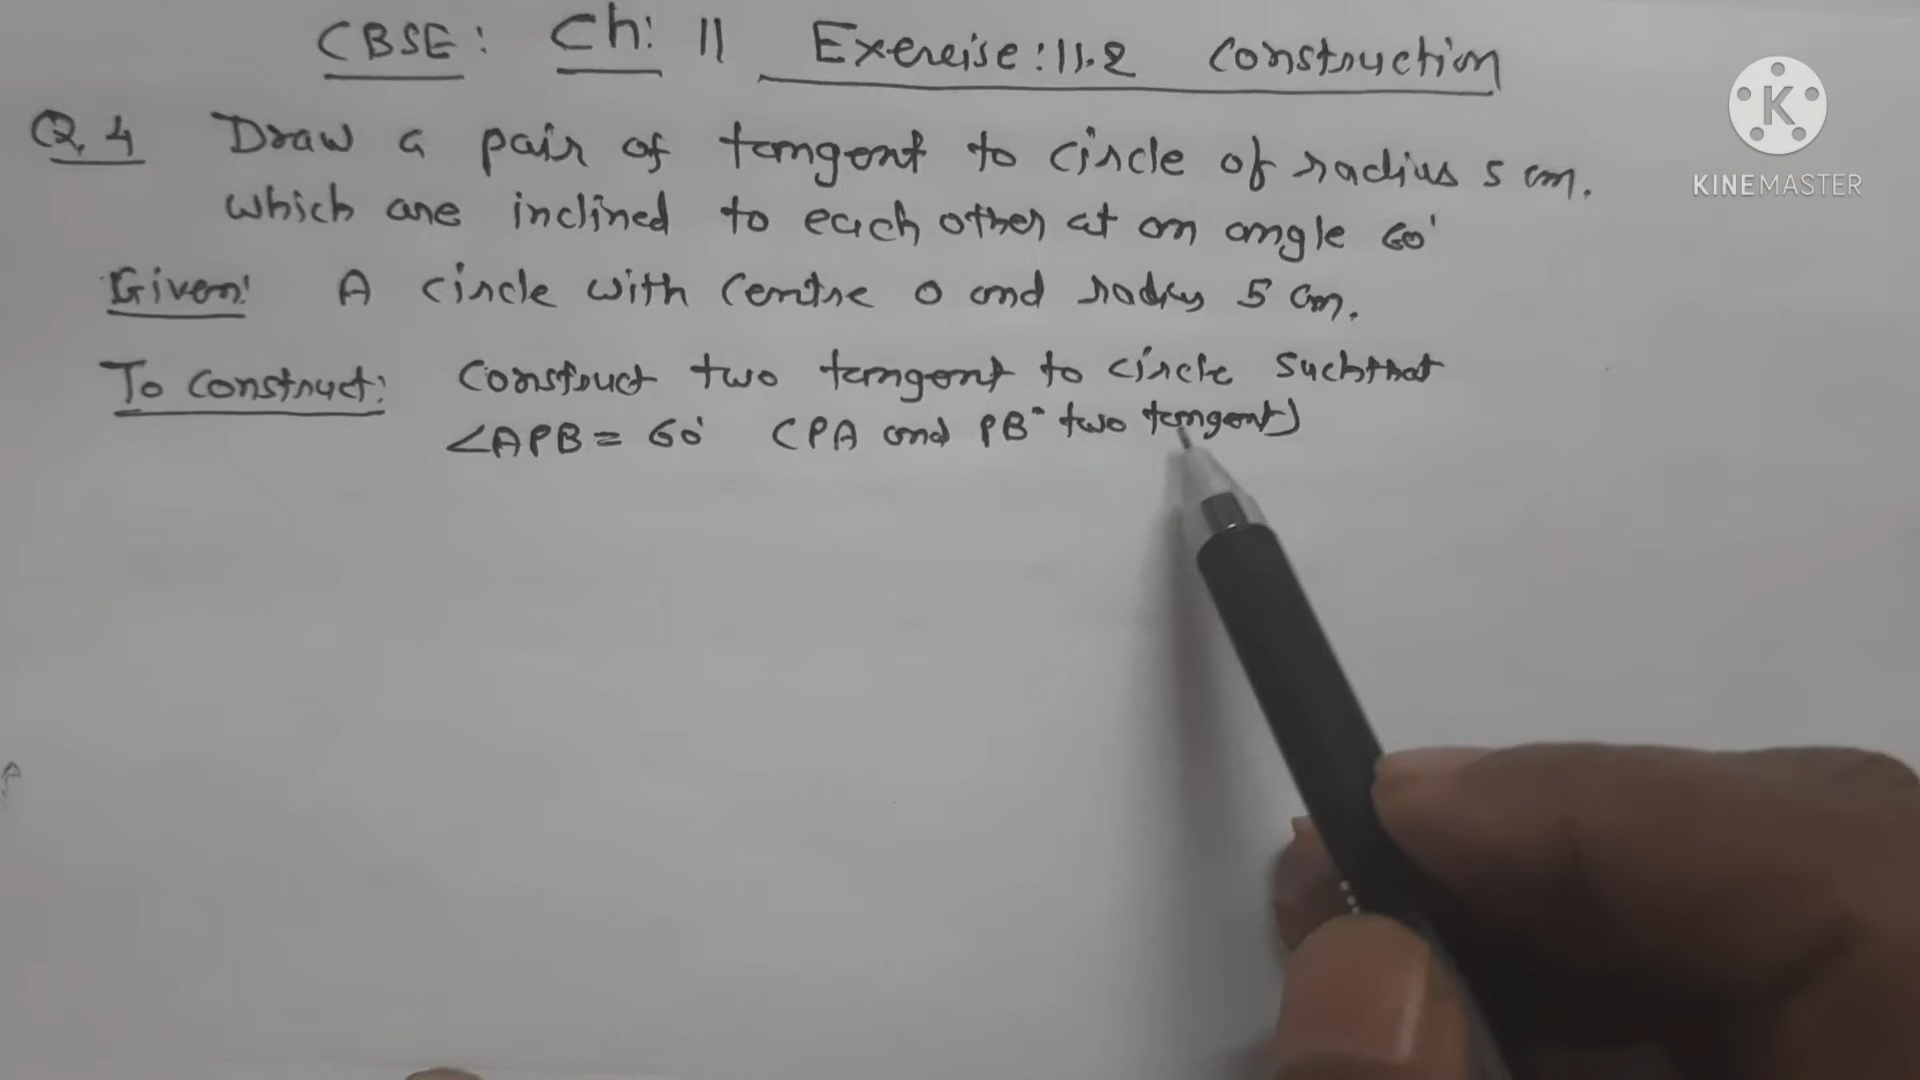 CBSE: Ch: 11 Exercise: 11.2 Construction
KINEMASTER
Q.4 Draw a pair of tangent to circle of radius 5 cm.
which are inclined to each other at an angle 60°
Given: A circle with centre O and radius 5 cm.
To construct: Construct two tangent to circle such that
∠APB = 60° (PA and PB two tangent)